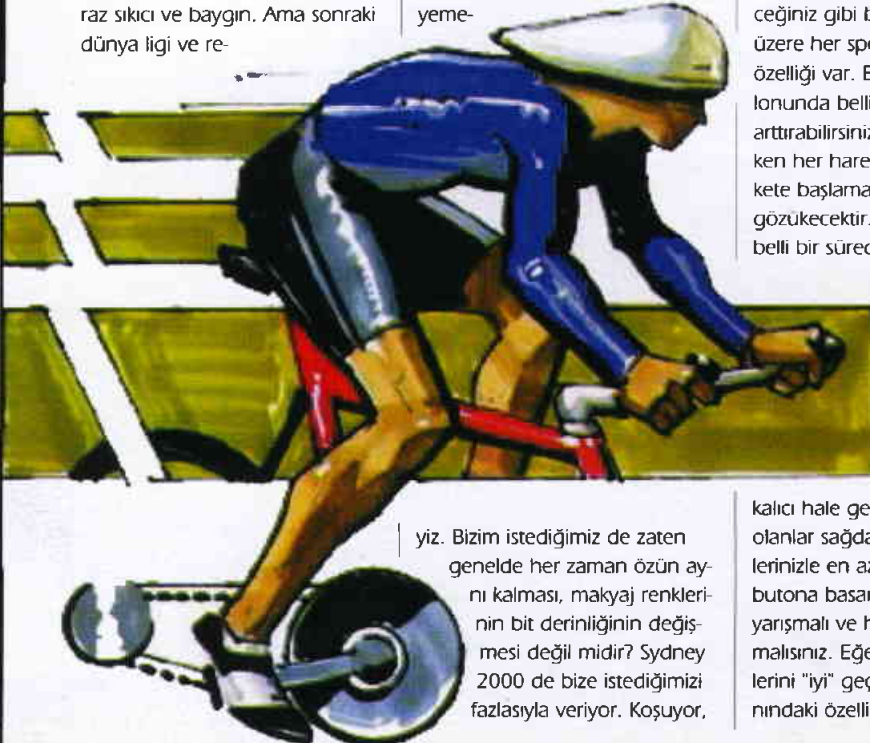 raz sıkıcı ve baygın. Ama sonraki
dünya ligi ve re-
yeme-
yiz. Bizim istediğimiz de zaten
genelde her zaman özün ay-
nı kalması, makyaj renkleri-
nin bit derinliğinin değiş-
mesi değil midir? Sydney
2000 de bize istediğimizi
fazlasıyla veriyor. Koşuyor,
ceğiniz gibi b
üzere her spo
özelliği var. B
lonunda belli
arttırabilirsiniz
ken her hare
kete başlama
gözükecektir.
belli bir süred
kalıcı hale ge
olanlar sağda
lerinizle en az
butona basar
yarışmalı ve h
malısınız. Eğe
lerini "iyi" geç
nındaki özelli